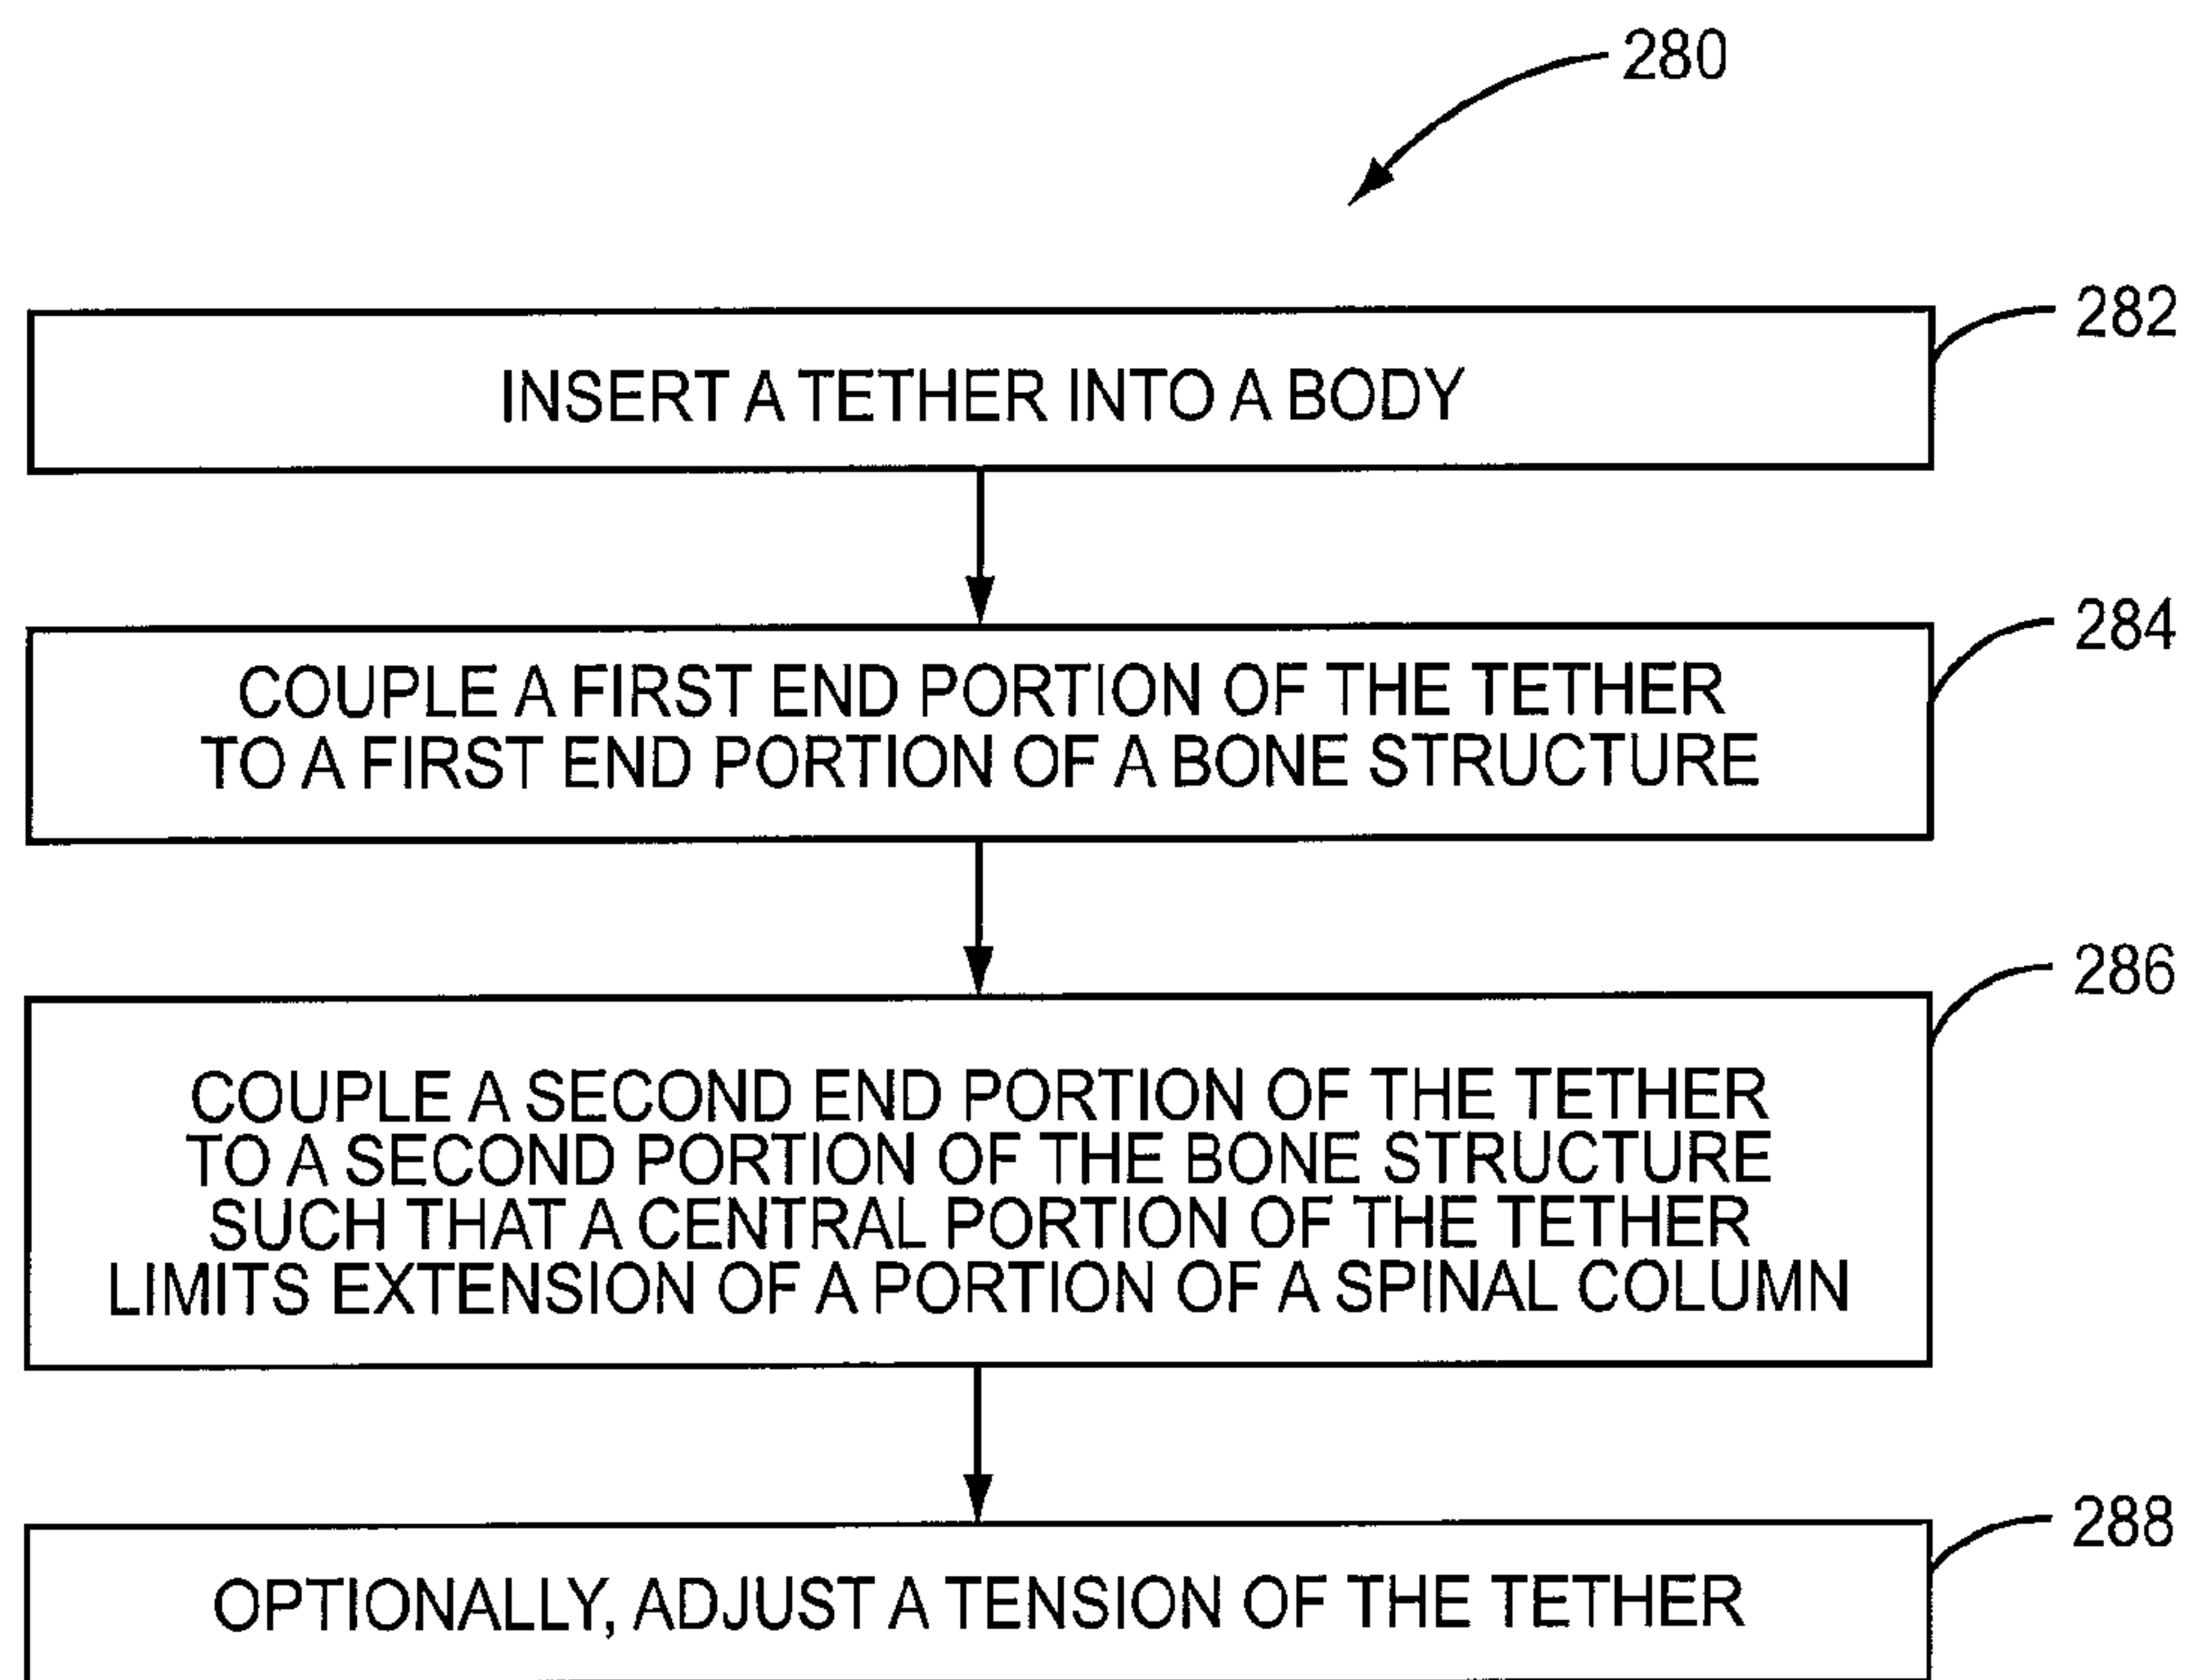 280
282
INSERT A TETHER INTO A BODY
284
COUPLE A FIRST END PORTION OF THE TETHER
TO A FIRST END PORTION OF A BONE STRUCTURE
286
COUPLE A SECOND END PORTION OF THE TETHER
TO A SECOND PORTION OF THE BONE STRUCTURE
SUCH THAT A CENTRAL PORTION OF THE TETHER
LIMITS EXTENSION OF A PORTION OF A SPINAL COLUMN
288
OPTIONALLY, ADJUST A TENSION OF THE TETHER